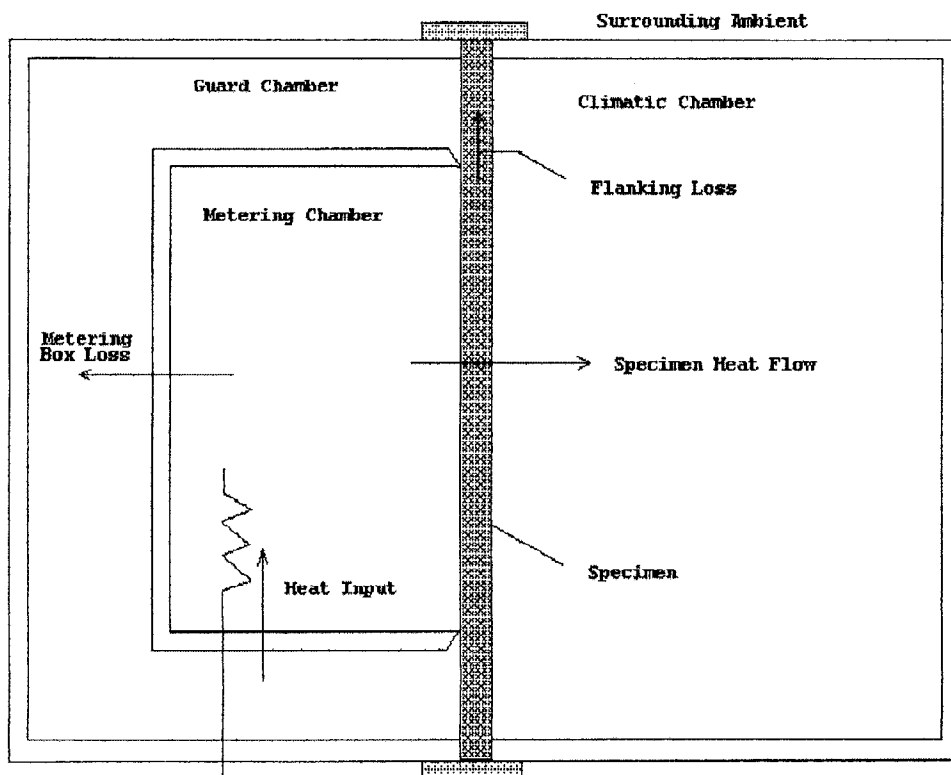 Surrounding Ambient
Guard Chamber
Climatic Chamber
Flanking Loss
Metering Chamber
Metering
Box Loss
Specimen Heat Flow
Specimen
Heat Input